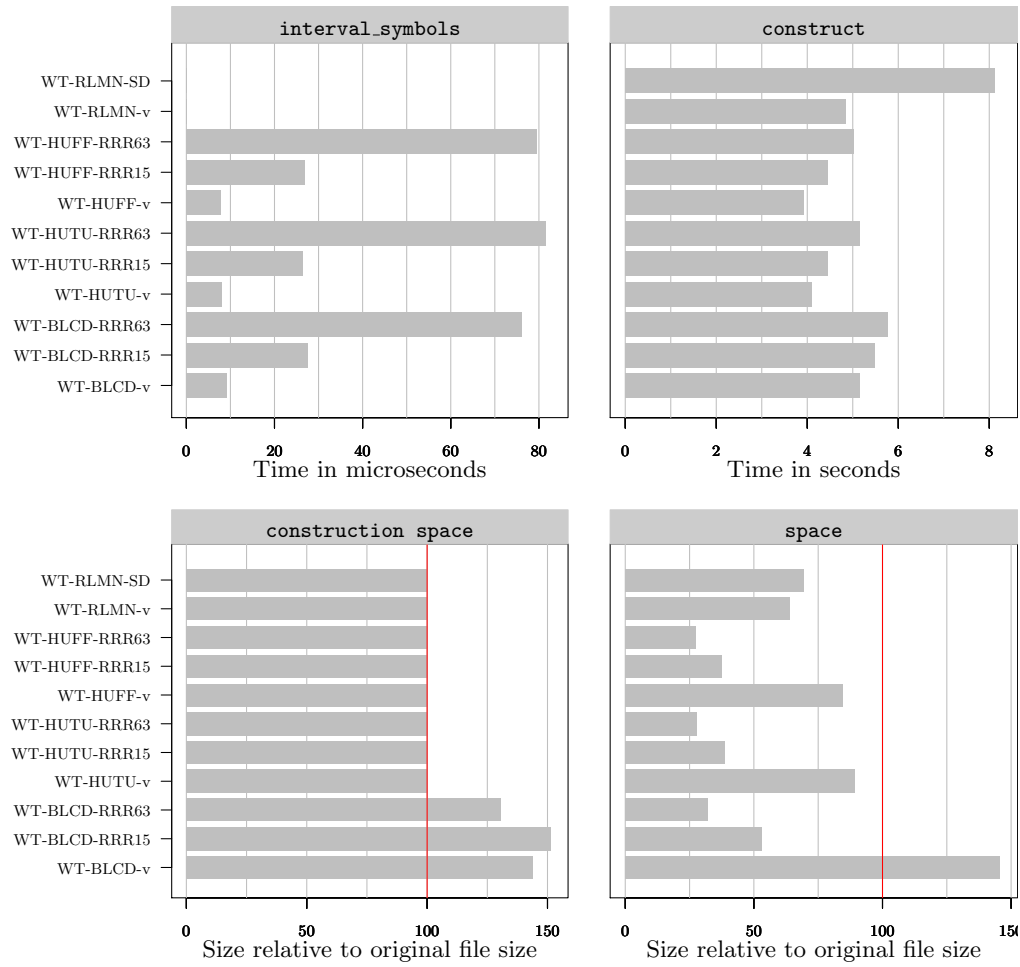 interval_symbols
construct
WT-RLMN-SD
WT-RLMN-v
WT-HUFF-RRR63
WT-HUFF-RRR15
WT-HUFF-v
WT-HUTU-RRR63
WT-HUTU-RRR15
WT-HUTU-v
WT-BLCD-RRR63
WT-BLCD-RRR15
WT-BLCD-v
0 20 40 60 80
0 2 4 6 8
Time in microseconds
Time in seconds
construction space
space
WT-RLMN-SD
WT-RLMN-v
WT-HUFF-RRR63
WT-HUFF-RRR15
WT-HUFF-v
WT-HUTU-RRR63
WT-HUTU-RRR15
WT-HUTU-v
WT-BLCD-RRR63
WT-BLCD-RRR15
WT-BLCD-v
0 50 100 150
0 50 100 150
Size relative to original file size
Size relative to original file size